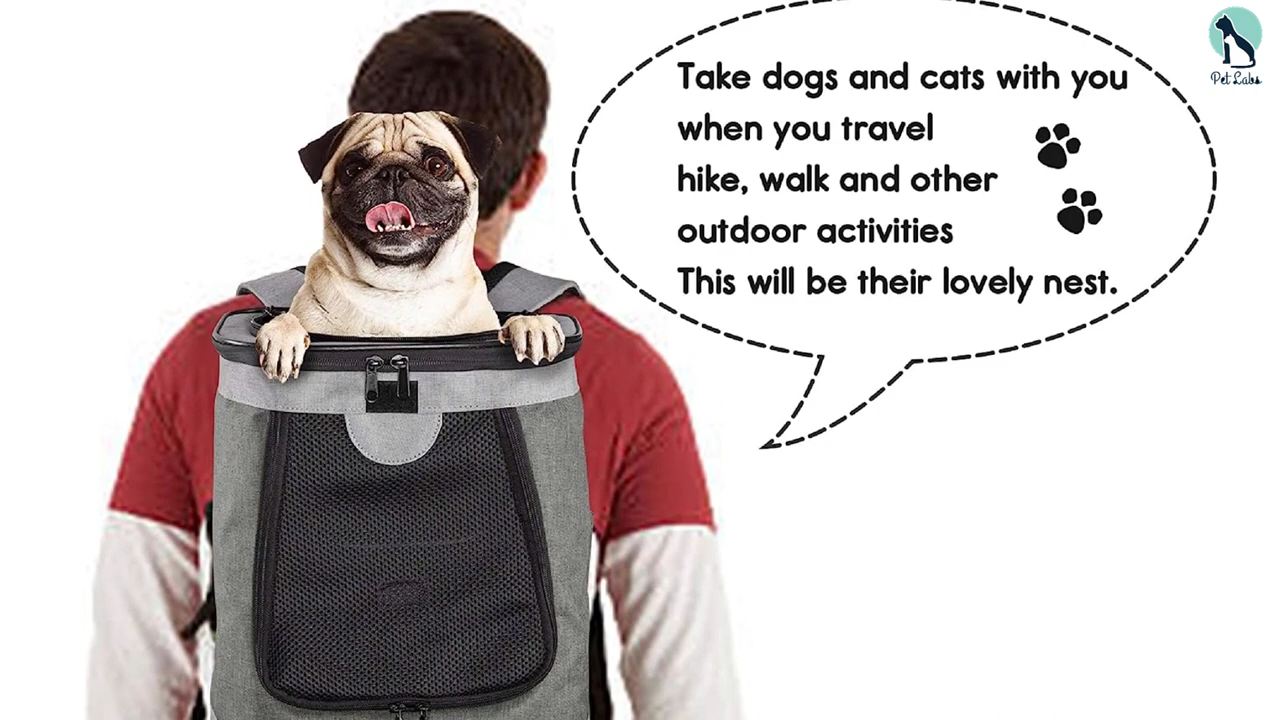 Take dogs and cats with you
when you travel
hike, walk and other
outdoor activities
This will be their lovely nest.
Pet Labs